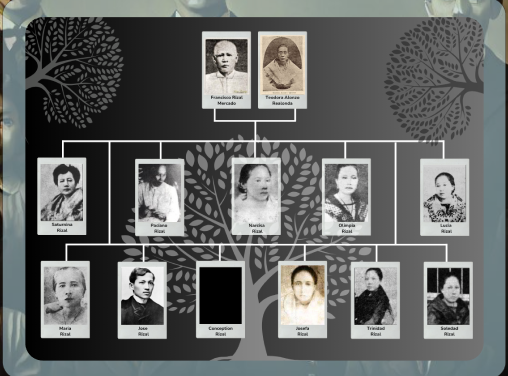 Francisco Rizal
Mercado
Teodora Alonzo
Realonda
Saturnina
Rizal
Paciano
Rizal
Narcisa
Rizal
Olimpia
Rizal
Lucia
Rizal
Maria
Rizal
Jose
Rizal
Conception
Rizal
Josefa
Rizal
Trinidad
Rizal
Soledad
Rizal